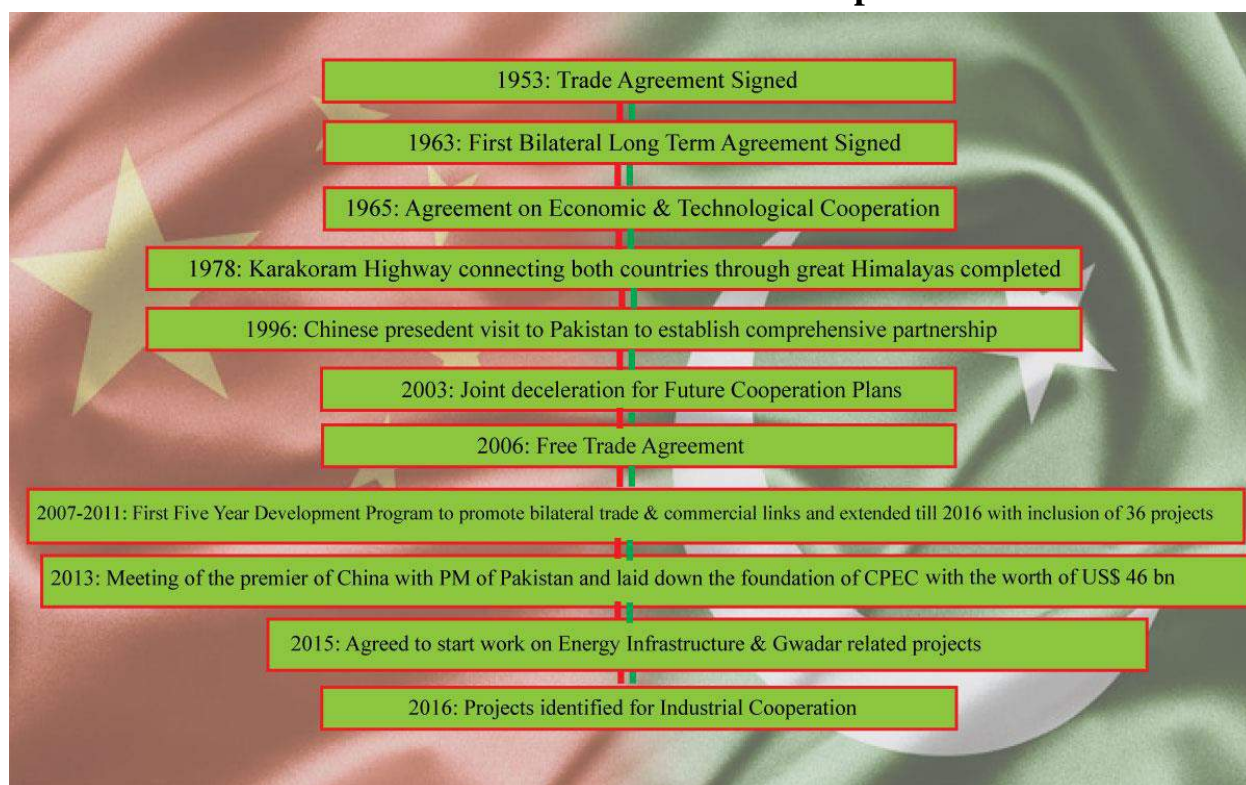 1953: Trade Agreement Signed
1963: First Bilateral Long Term Agreement Signed
1965: Agreement on Economic & Technological Cooperation
1978: Karakoram Highway connecting both countries through great Himalayas completed
1996: Chinese presedent visit to Pakistan to establish comprehensive partnership
2003: Joint deceleration for Future Cooperation Plans
2006: Free Trade Agreement
2007-2011: First Five Year Development Program to promote bilateral trade & commercial links and extended till 2016 with inclusion of 36 projects
2013: Meeting of the premier of China with PM of Pakistan and laid down the foundation of CPEC with the worth of US$ 46 bn
2015: Agreed to start work on Energy Infrastructure & Gwadar related projects
2016: Projects identified for Industrial Cooperation